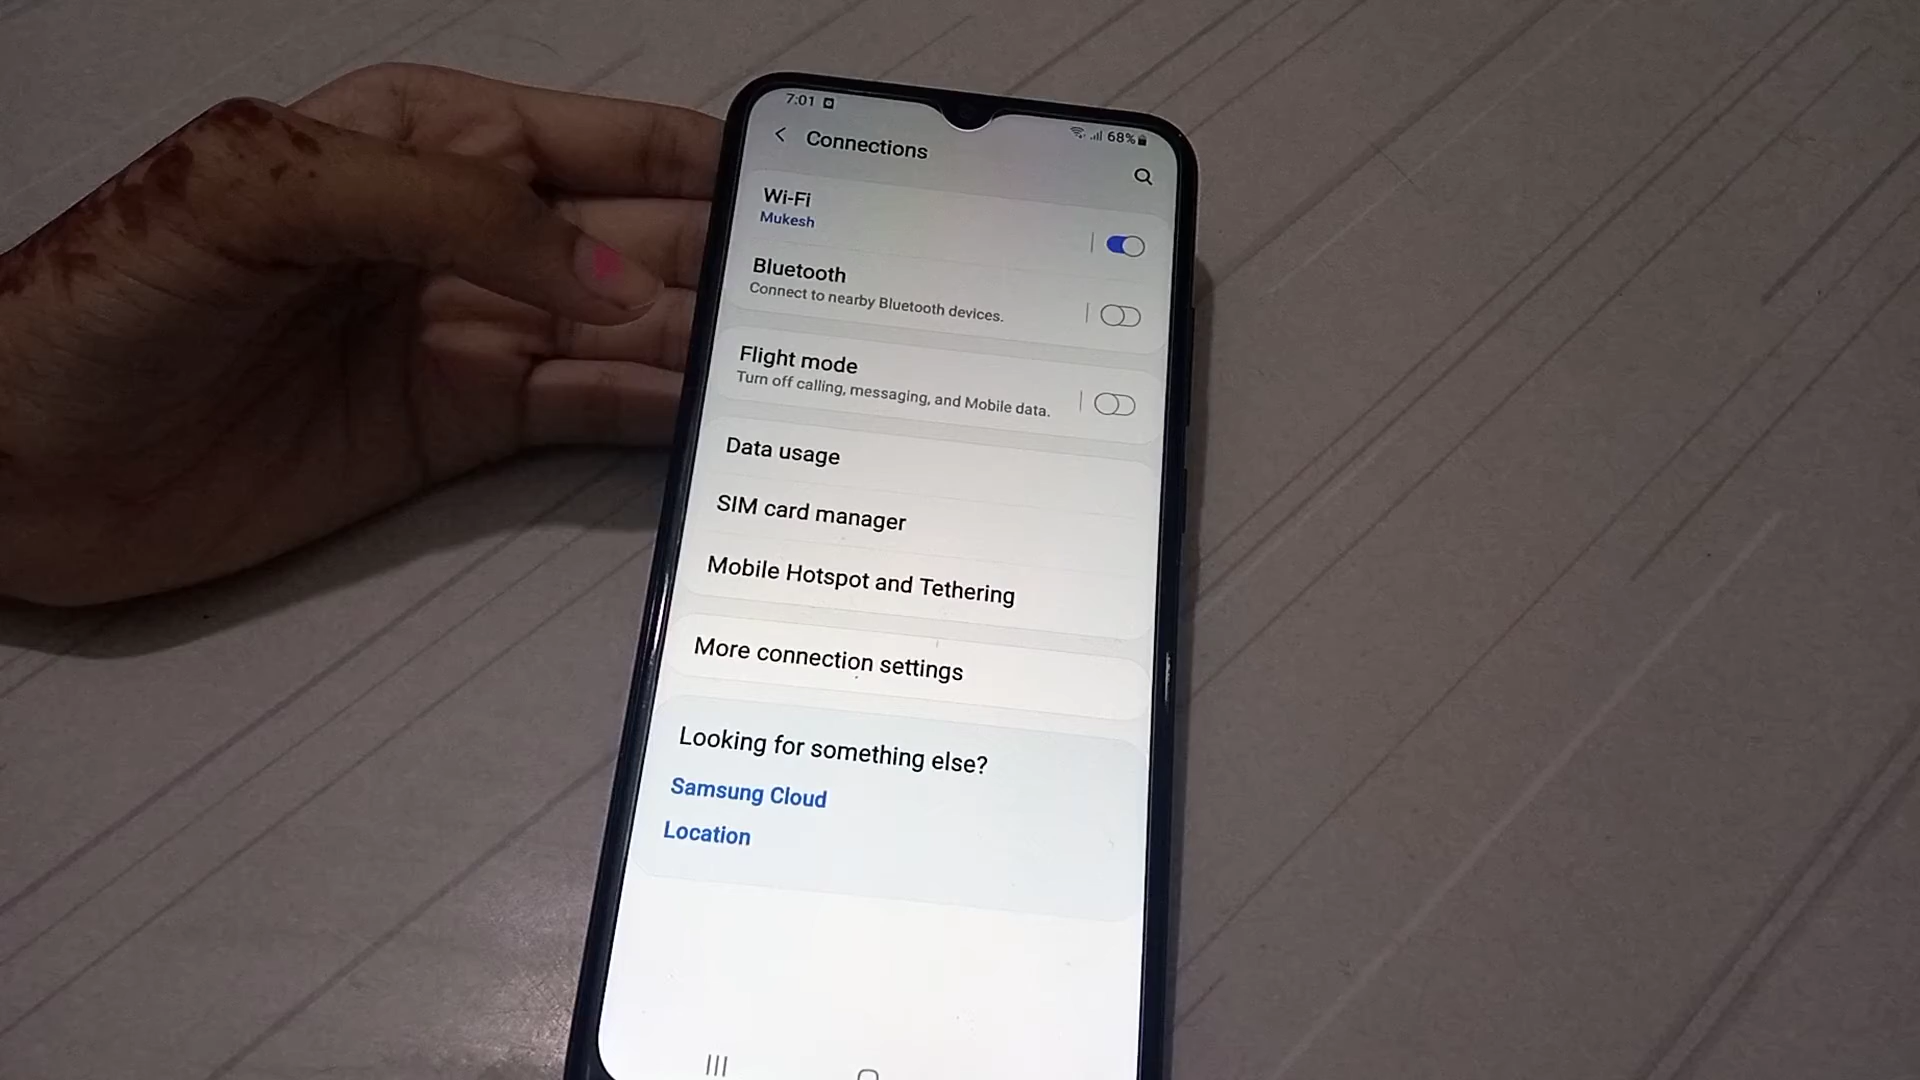 7:01
68%
Connections
Wi-Fi
Mukesh
Bluetooth
Connect to nearby Bluetooth devices.
Flight mode
Turn off calling, messaging, and Mobile data.
Data usage
SIM card manager
Mobile Hotspot and Tethering
More connection settings
Looking for something else?
Samsung Cloud
Location